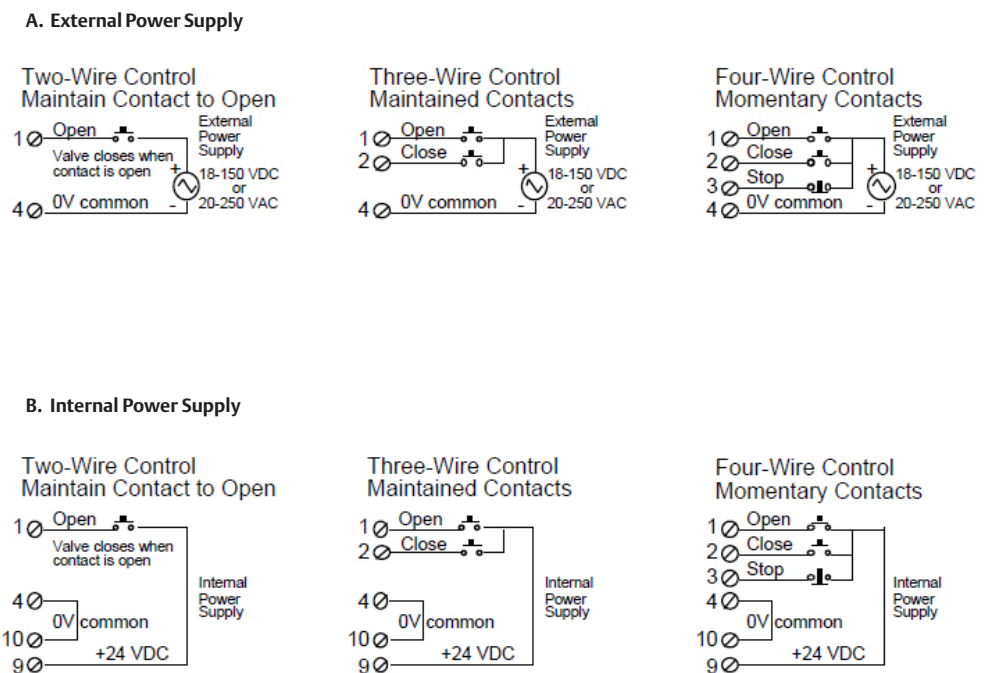 A. External Power Supply
Two-Wire Control
Maintain Contact to Open
1 Open
External
Power
Supply
Valve closes when
contact is open
+
18-150 VDC
or
20-250 VAC
4 0V common -
Three-Wire Control
Maintained Contacts
1 Open
2 Close
External
Power
Supply
+
18-150 VDC
or
20-250 VAC
4 0V common -
Four-Wire Control
Momentary Contacts
1 Open
2 Close
3 Stop
External
Power
Supply
+
18-150 VDC
or
20-250 VAC
4 0V common -
B. Internal Power Supply
Two-Wire Control
Maintain Contact to Open
1 Open
Valve closes when
contact is open
Internal
Power
Supply
4
0V common
10
+24 VDC
9
Three-Wire Control
Maintained Contacts
1 Open
2 Close
Internal
Power
Supply
4
0V common
10
+24 VDC
9
Four-Wire Control
Momentary Contacts
1 Open
2 Close
3 Stop
Internal
Power
Supply
4
0V common
10
+24 VDC
9